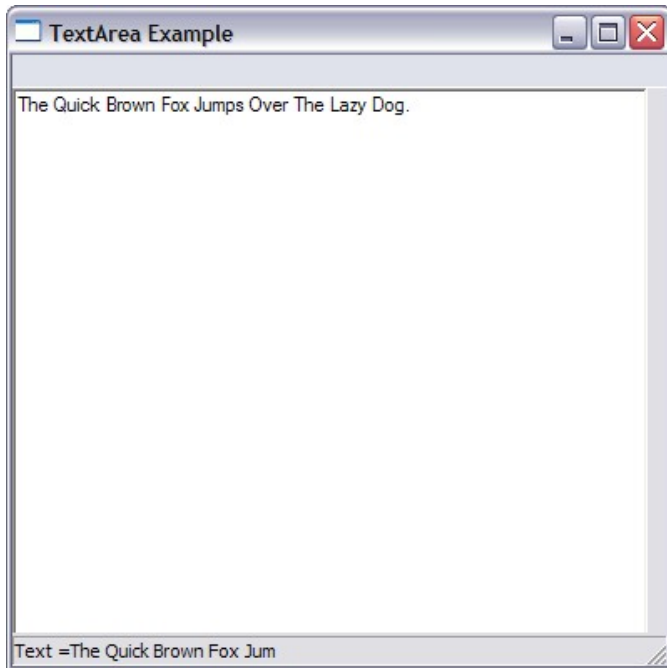 TextArea Example
The Quick Brown Fox Jumps Over The Lazy Dog.
Text =The Quick Brown Fox Jum